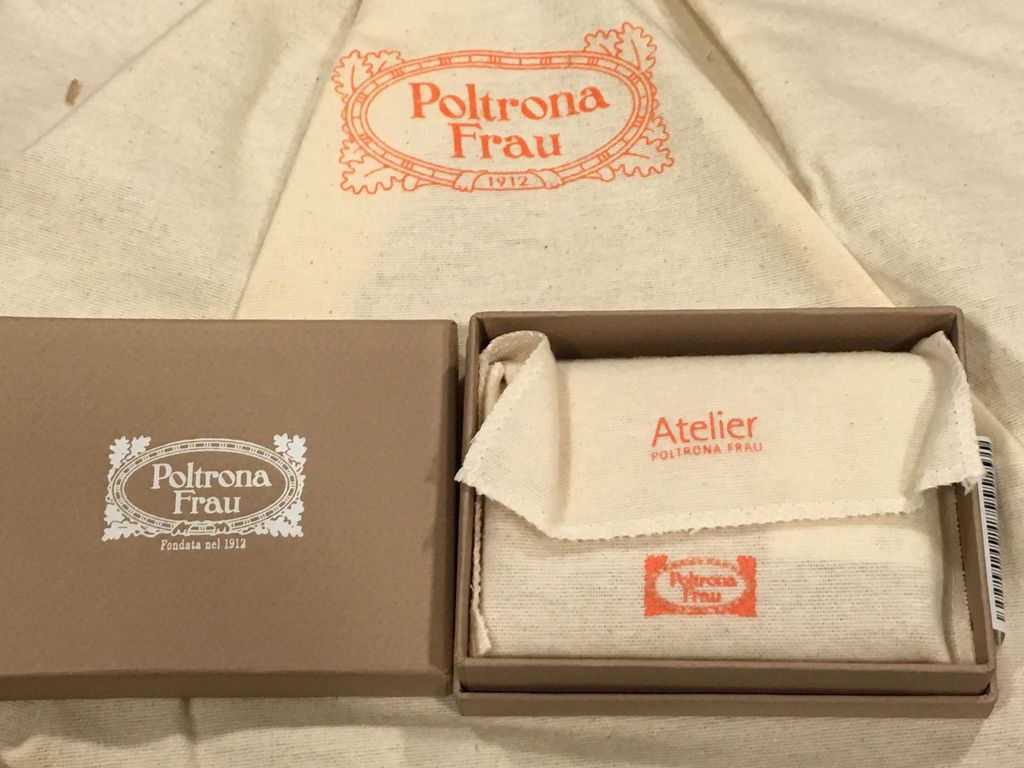 Poltrona
Frau
1912
Poltrona
Frau
Fondata nel 1912
Atelier
POLTRONA FRAU
Poltrona
Frau